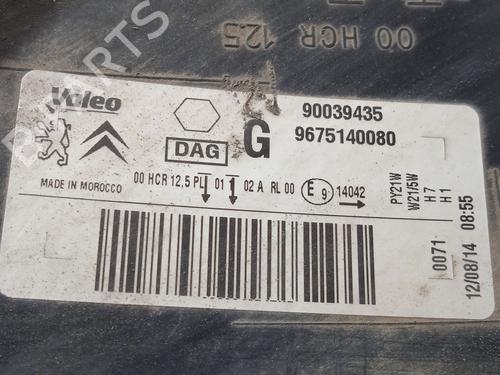 00 HCR 12.5
Valeo
DAG
G
90039435
9675140080
MADE IN MOROCCO
00 HCR 12,5 PL 01 1 02 A RL 00 E 9 14042
PY21W
W21/5W
H7
H1
0071
12/08/14 08:55
B-PARTS